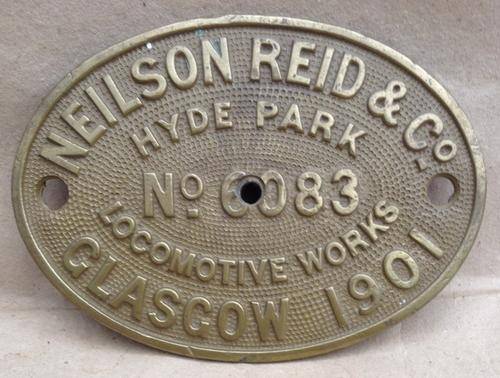 NEILSON REID & Co
HYDE PARK
No 6083
LOCOMOTIVE WORKS
GLASGOW 1901